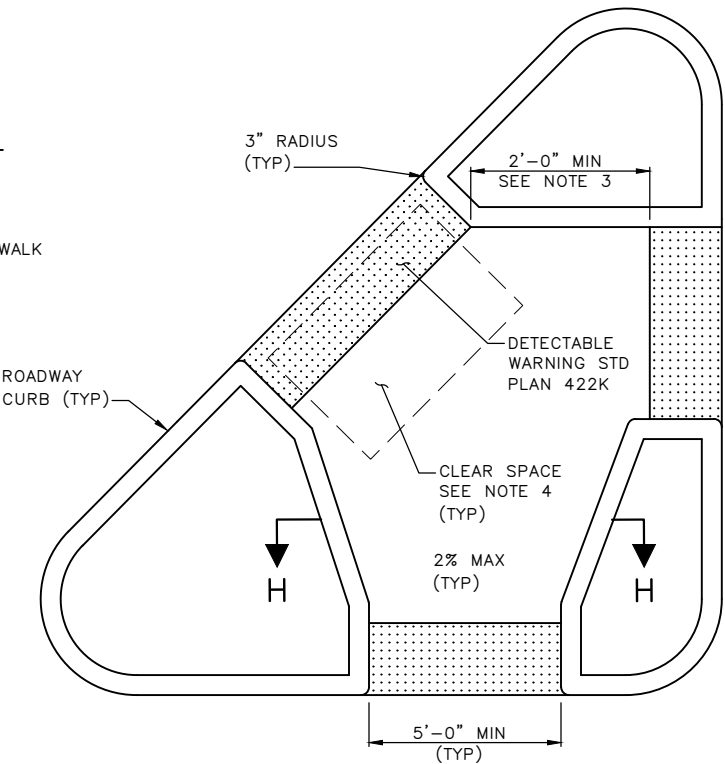 3" RADIUS
(TYP)
2'-0" MIN
SEE NOTE 3
WALK
DETECTABLE
WARNING STD
PLAN 422K
ROADWAY
CURB (TYP)
CLEAR SPACE
SEE NOTE 4
(TYP)
2% MAX
(TYP)
H
H
5'-0" MIN
(TYP)